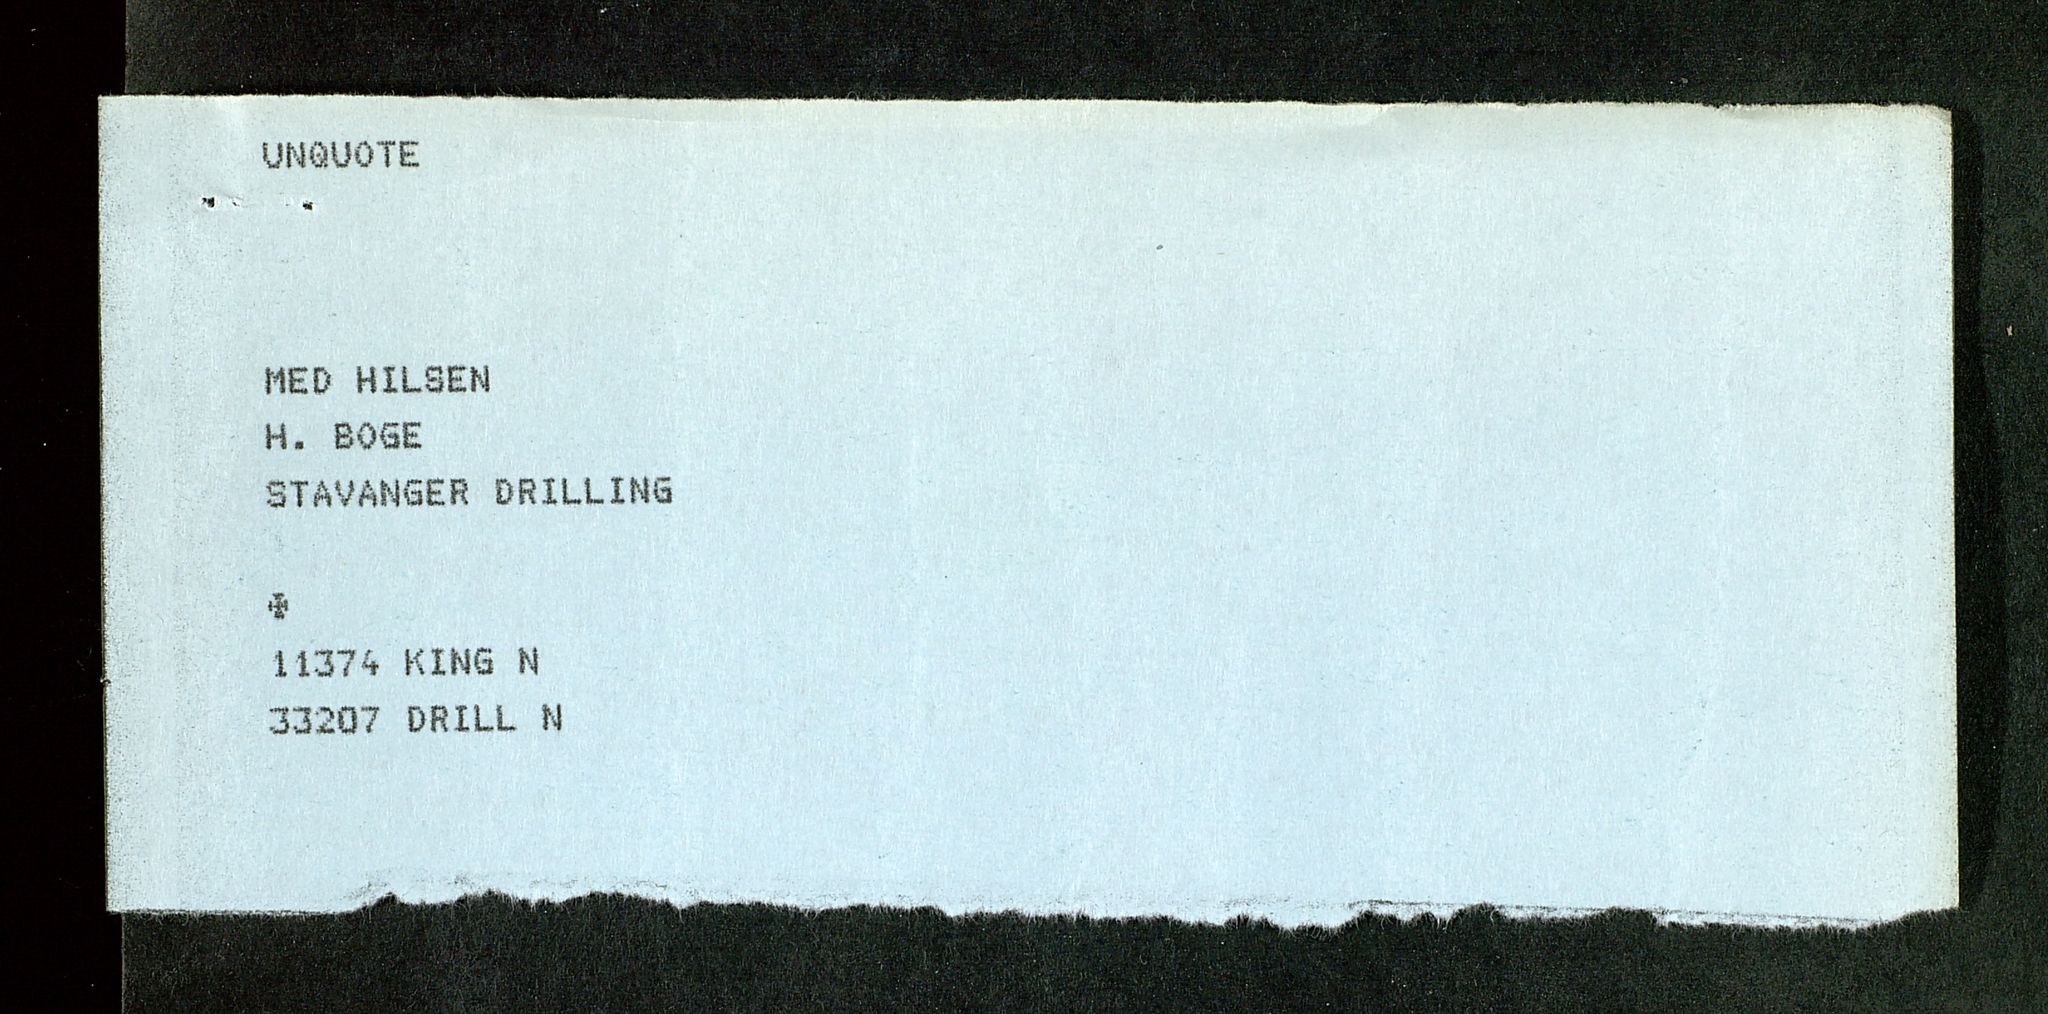 UNQUOTE
MED HILSEN
H. BOGE
STAVANGER DRILLING
✠
11374 KING N
33207 DRILL N